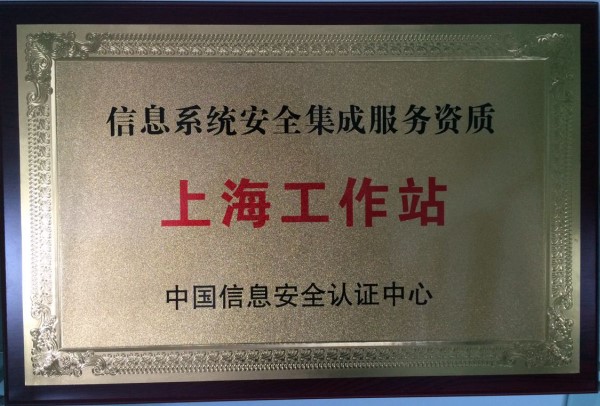 信息系统安全集成服务资质
上海工作站
中国信息安全认证中心